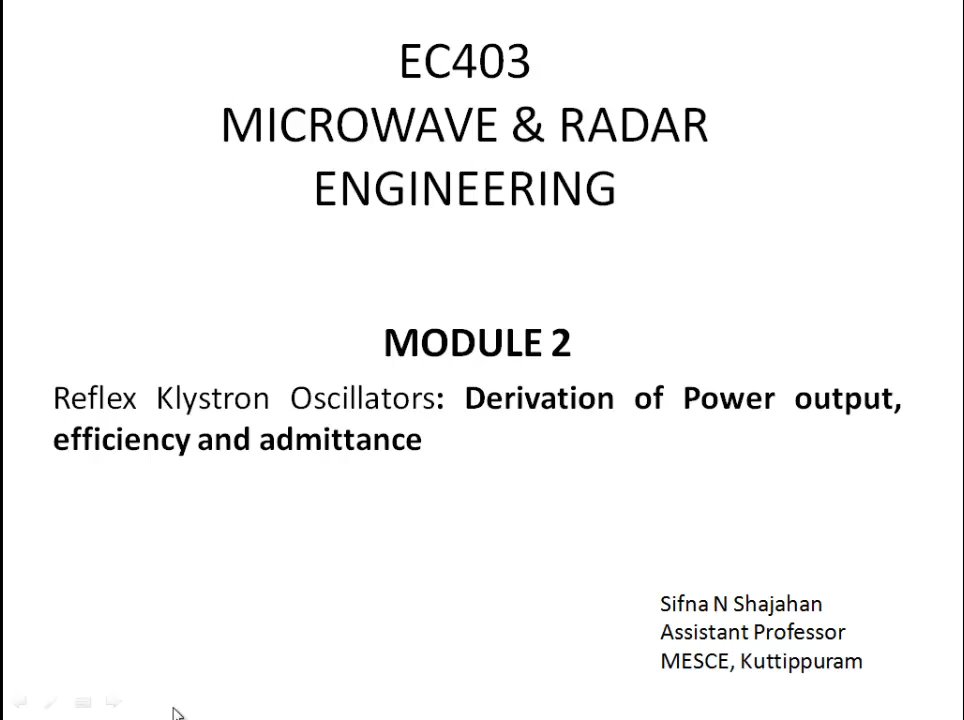 EC403
MICROWAVE & RADAR
ENGINEERING
MODULE 2
Reflex Klystron Oscillators: Derivation of Power output,
efficiency and admittance
Sifna N Shajahan
Assistant Professor
MESCE, Kuttippuram